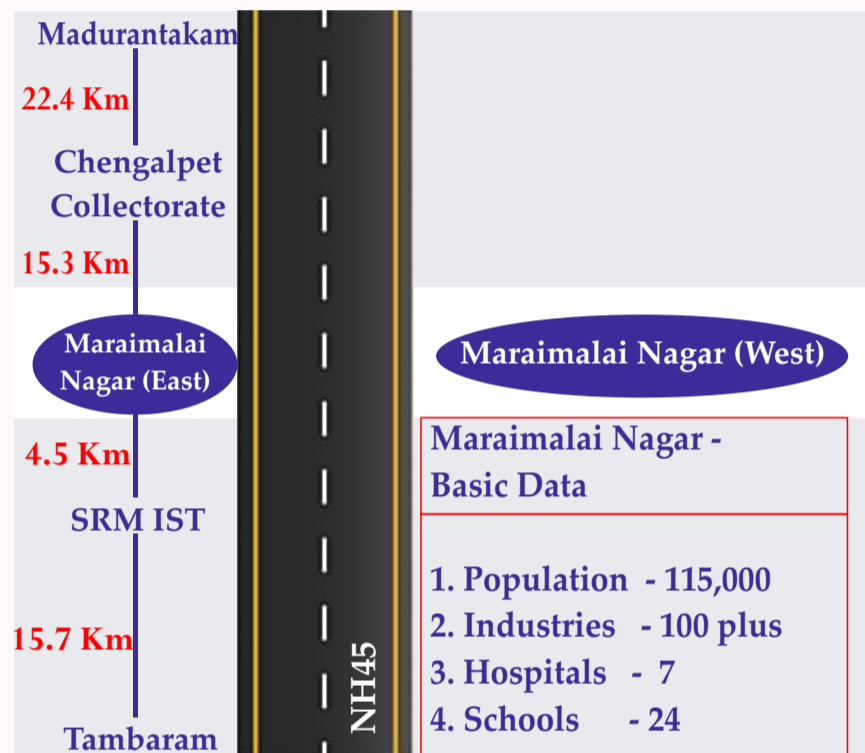 Madurantakam
22.4 Km
Chengalpet
Collectorate
15.3 Km
Maraimalai
Nagar (East)
4.5 Km
SRM IST
15.7 Km
Tambaram
NH45
Maraimalai Nagar (West)
Maraimalai Nagar -
Basic Data
1. Population - 115,000
2. Industries - 100 plus
3. Hospitals - 7
4. Schools - 24